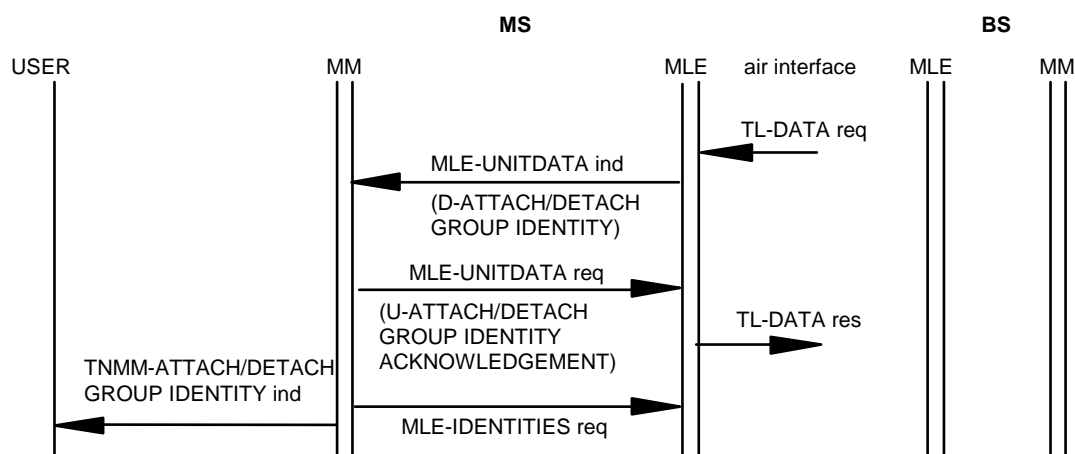 MS
BS
USER
MM
MLE
air interface
MLE
MM
TL-DATA req
MLE-UNITDATA ind
(D-ATTACH/DETACH
GROUP IDENTITY)
MLE-UNITDATA req
(U-ATTACH/DETACH
GROUP IDENTITY
ACKNOWLEDGEMENT)
TL-DATA res
TNMM-ATTACH/DETACH
GROUP IDENTITY ind
MLE-IDENTITIES req